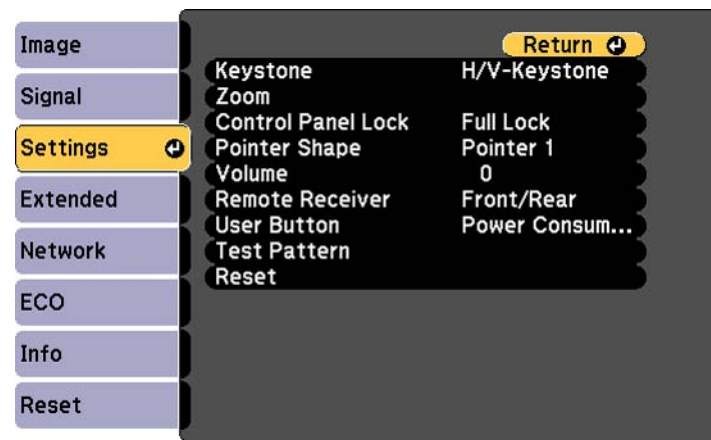 Image
Signal
Settings
Extended
Network
ECO
Info
Reset
Return
Keystone H/V-Keystone
Zoom
Control Panel Lock Full Lock
Pointer Shape Pointer 1
Volume 0
Remote Receiver Front/Rear
User Button Power Consum...
Test Pattern
Reset